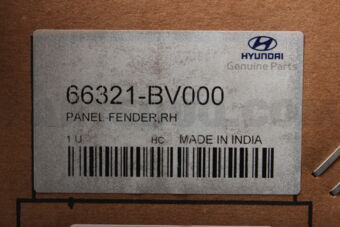 HYUNDAI
Genuine Parts
66321-BV000
PANEL-FENDER,RH
1 U HC MADE IN INDIA